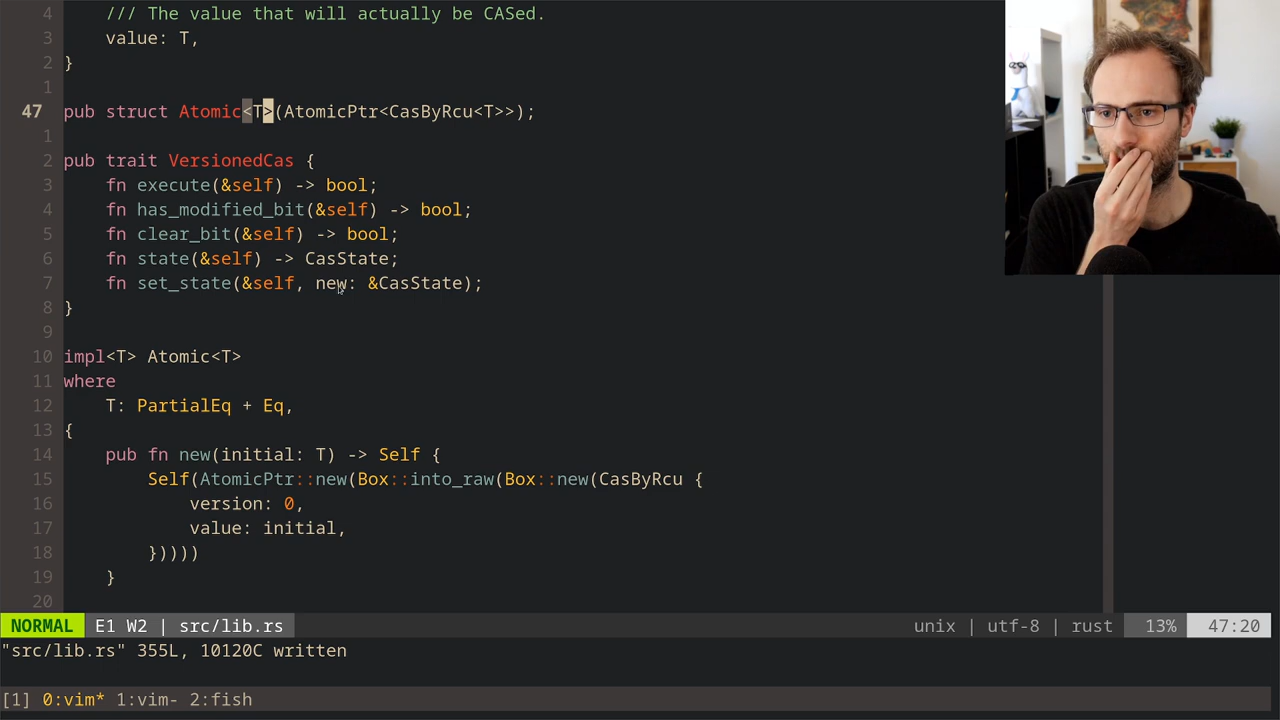 4 /// The value that will actually be CASed.
3 value: T,
2 }
1
47 pub struct Atomic<T>(AtomicPtr<CasByRcu<T>>);
1
2 pub trait VersionedCas {
3 fn execute(&self) -> bool;
4 fn has_modified_bit(&self) -> bool;
5 fn clear_bit(&self) -> bool;
6 fn state(&self) -> CasState;
7 fn set_state(&self, new: &CasState);
8 }
9
10 impl<T> Atomic<T>
11 where
12 T: PartialEq + Eq,
13 {
14 pub fn new(initial: T) -> Self {
15 Self(AtomicPtr::new(Box::into_raw(Box::new(CasByRcu {
16 version: 0,
17 value: initial,
18 }))))
19 }
20
NORMAL E1 W2 | src/lib.rs unix | utf-8 | rust 13% 47:20
"src/lib.rs" 355L, 10120C written
[1] 0:vim* 1:vim- 2:fish